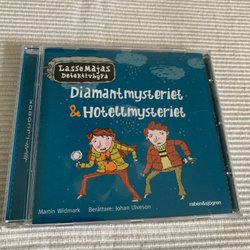 LasseMajas
Detektivbyrå
Diamantmysteriet
& Hotellmysteriet
Martin Widmark Berättare: Johan Ulveson
rabén&sjögren